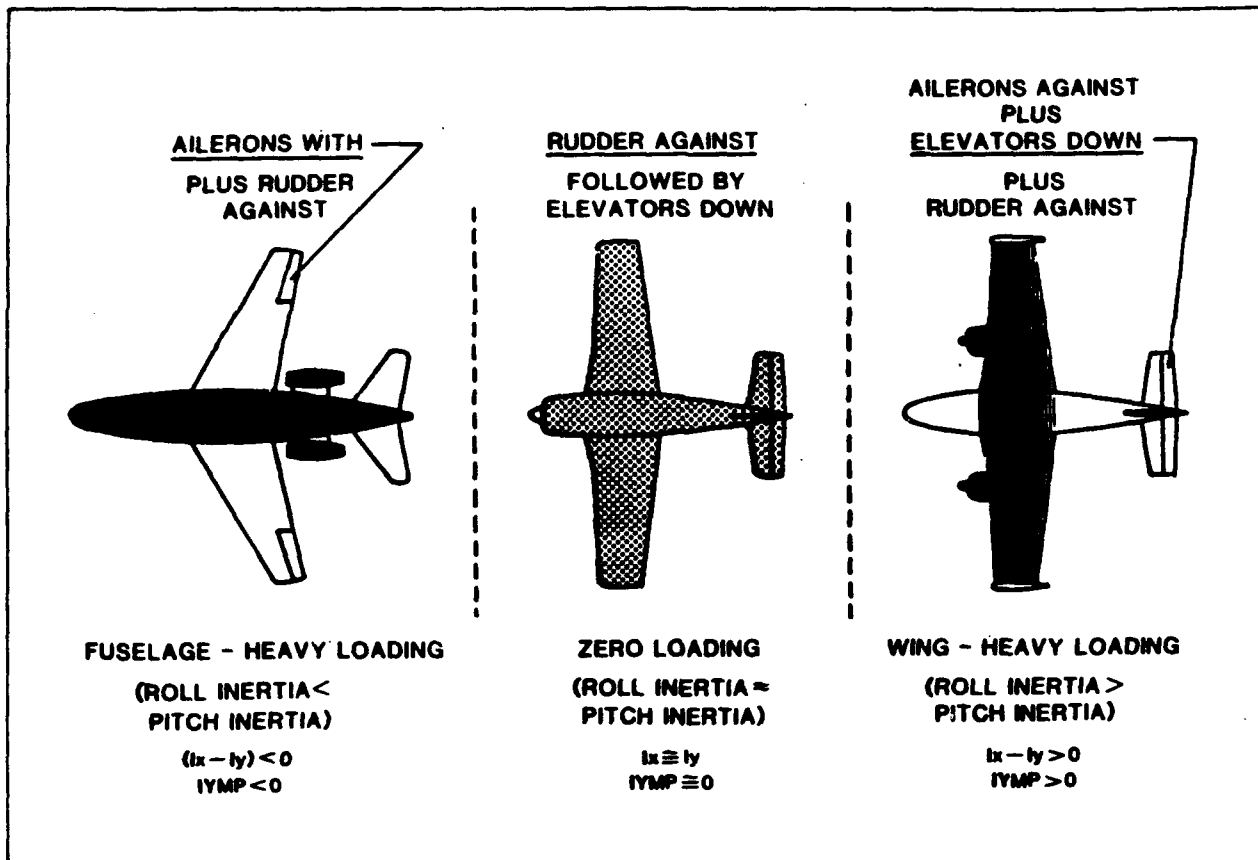 AILERONS WITH
PLUS RUDDER
AGAINST
RUDDER AGAINST
FOLLOWED BY
ELEVATORS DOWN
AILERONS AGAINST
PLUS
ELEVATORS DOWN
PLUS
RUDDER AGAINST
FUSELAGE - HEAVY LOADING
(ROLL INERTIA <
PITCH INERTIA)
(Ix - Iy) < 0
IYMP < 0
ZERO LOADING
(ROLL INERTIA ≈
PITCH INERTIA)
Ix ≅ Iy
IYMP ≅ 0
WING - HEAVY LOADING
(ROLL INERTIA >
PITCH INERTIA)
Ix - Iy > 0
IYMP > 0